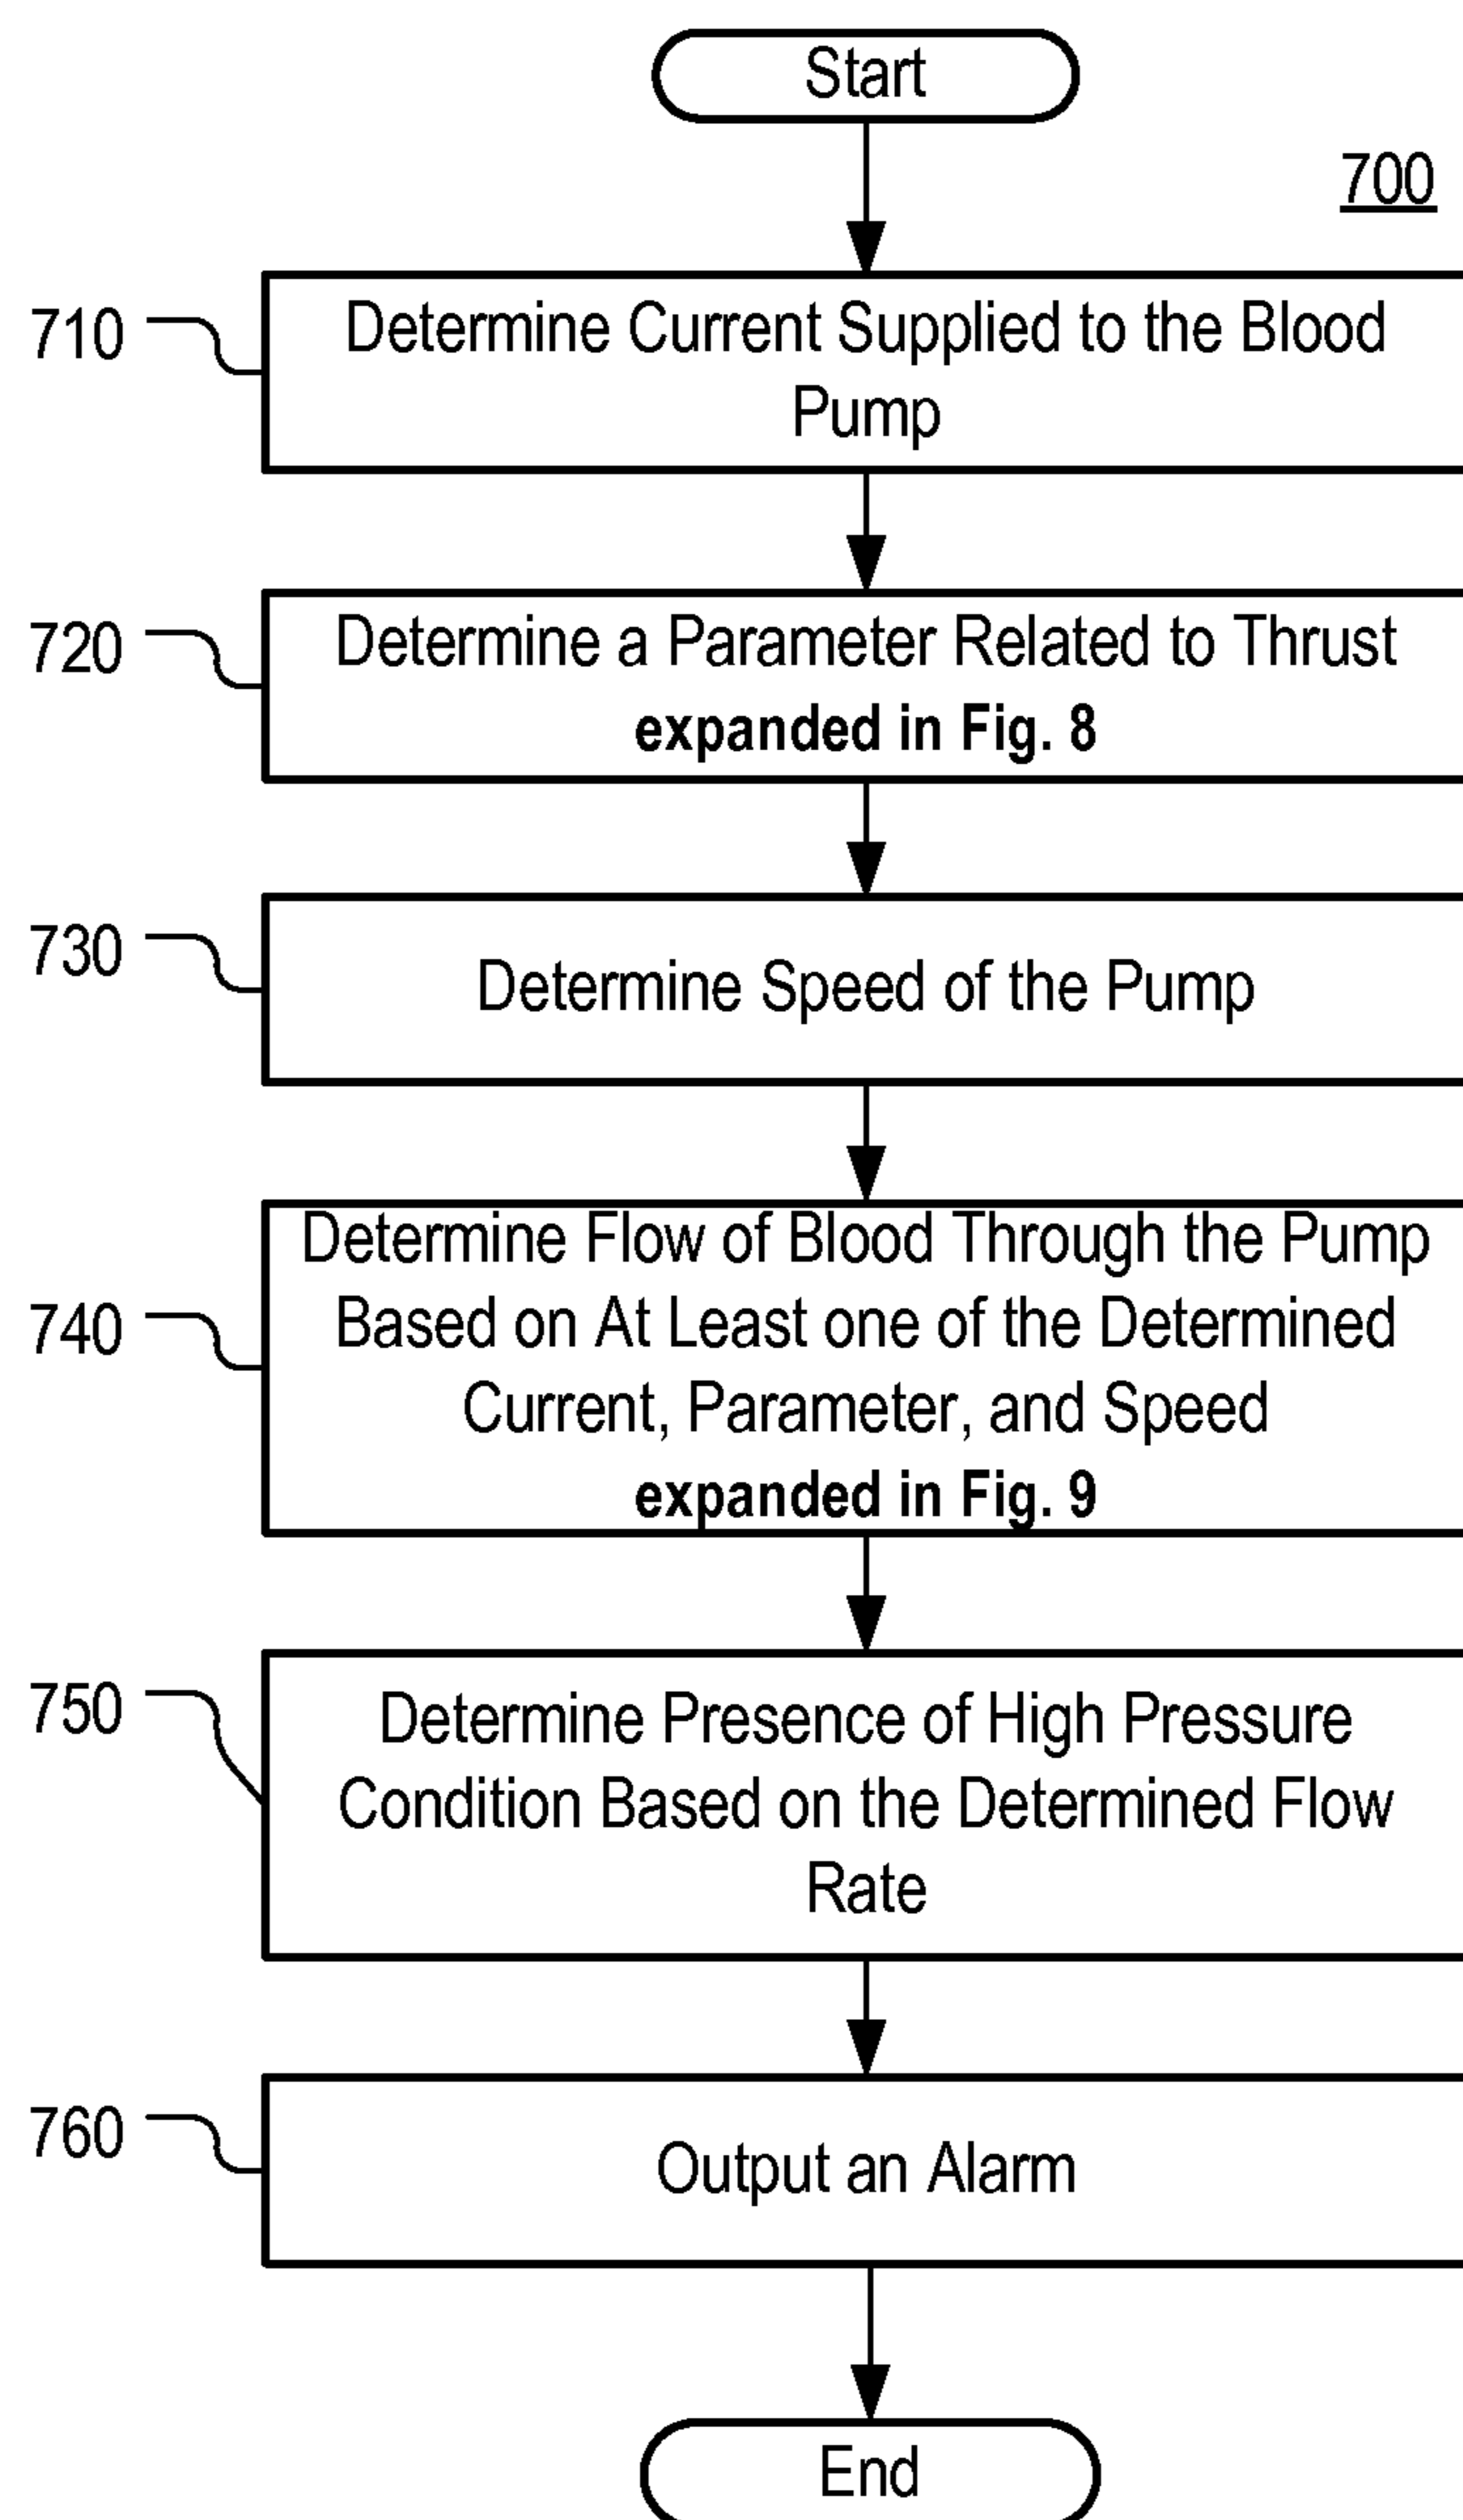 Start
700
710
Determine Current Supplied to the Blood
Pump
720
Determine a Parameter Related to Thrust
expanded in Fig. 8
730
Determine Speed of the Pump
740
Determine Flow of Blood Through the Pump
Based on At Least one of the Determined
Current, Parameter, and Speed
expanded in Fig. 9
750
Determine Presence of High Pressure
Condition Based on the Determined Flow
Rate
760
Output an Alarm
End